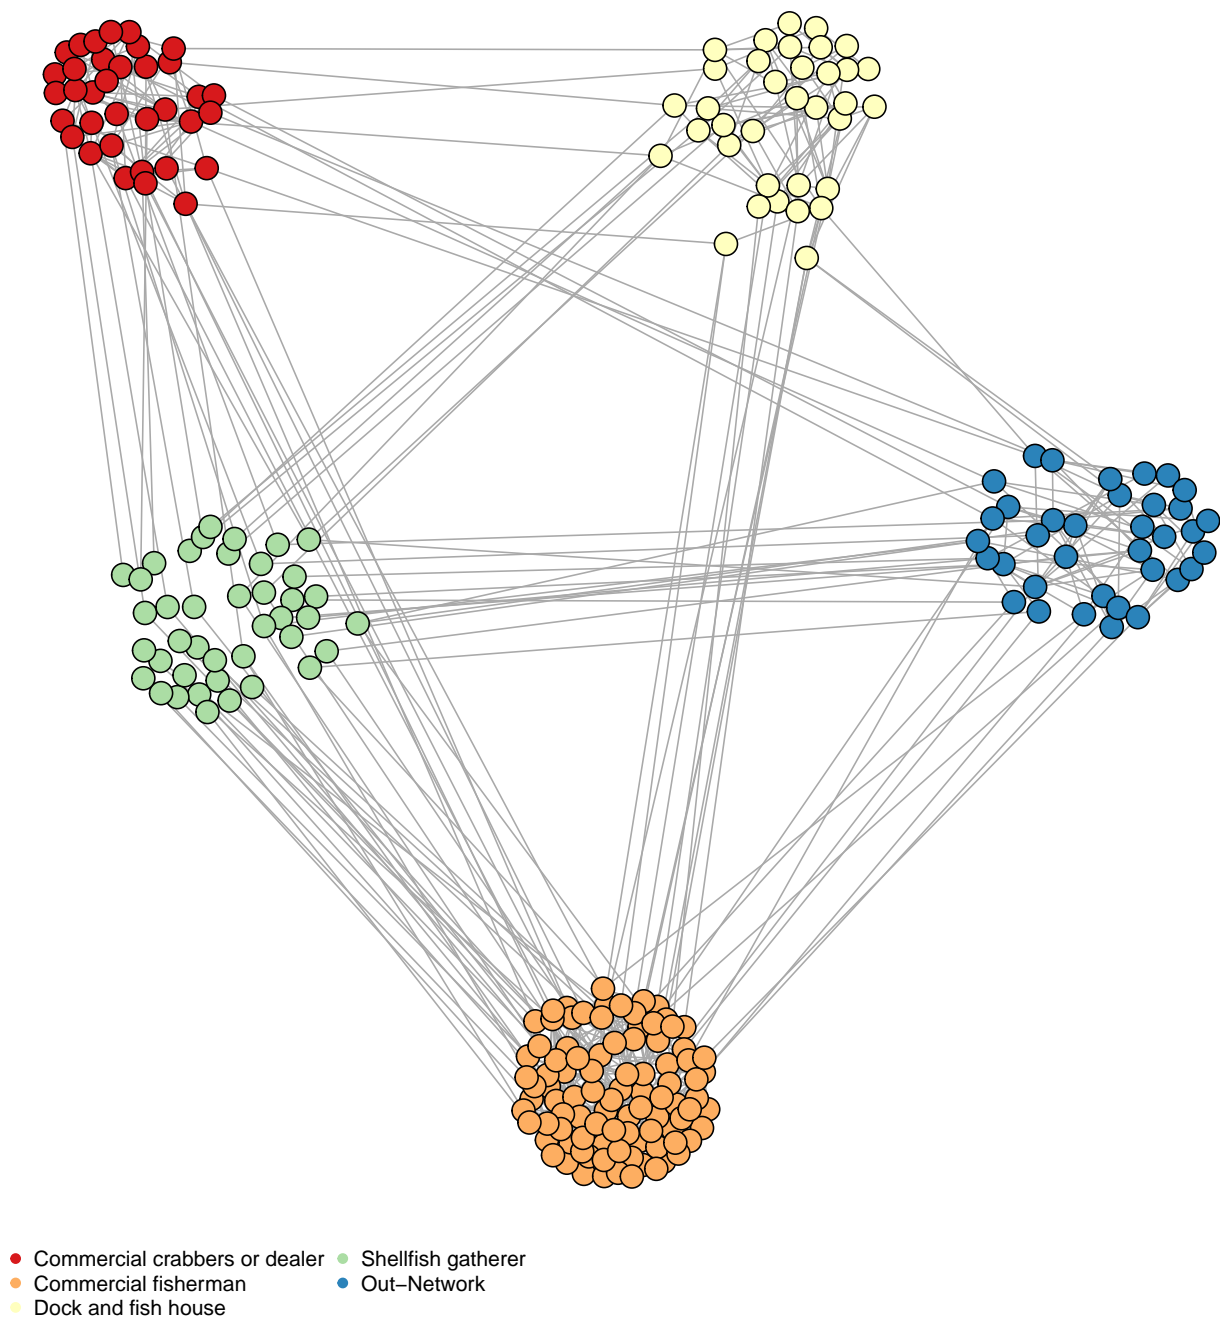 Commercial crabbers or dealer
Commercial fisherman
Dock and fish house
Shellfish gatherer
Out−Network